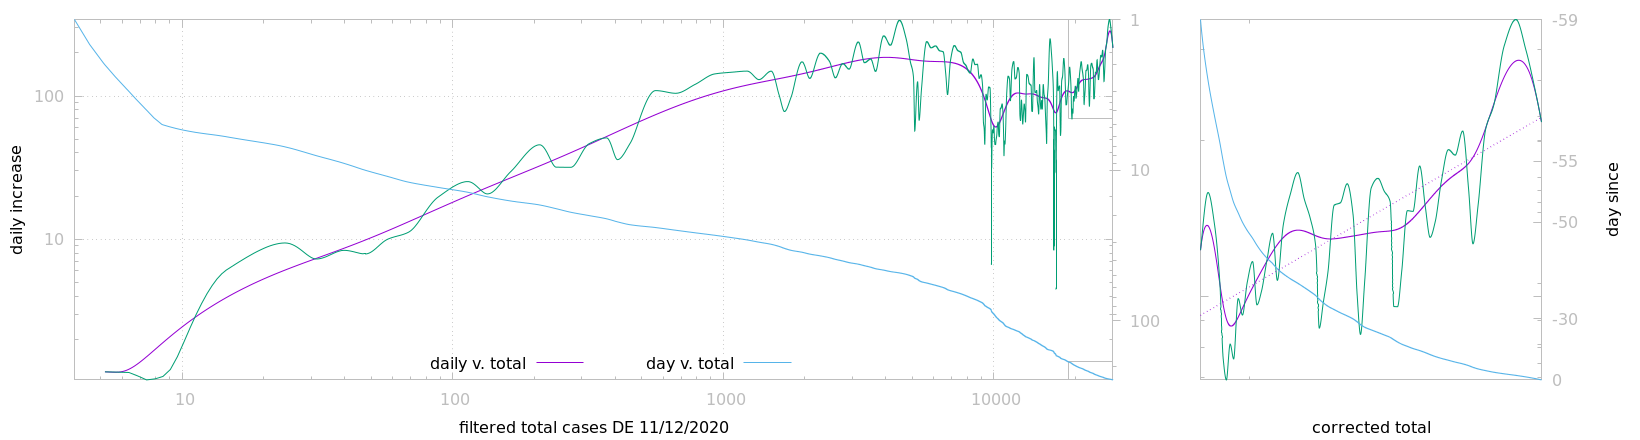 daily increase
100
10
daily v. total
day v. total
10
100
1000
10000
filtered total cases DE 11/12/2020
1
10
100
-59
-55
-50
-30
0
day since
corrected total